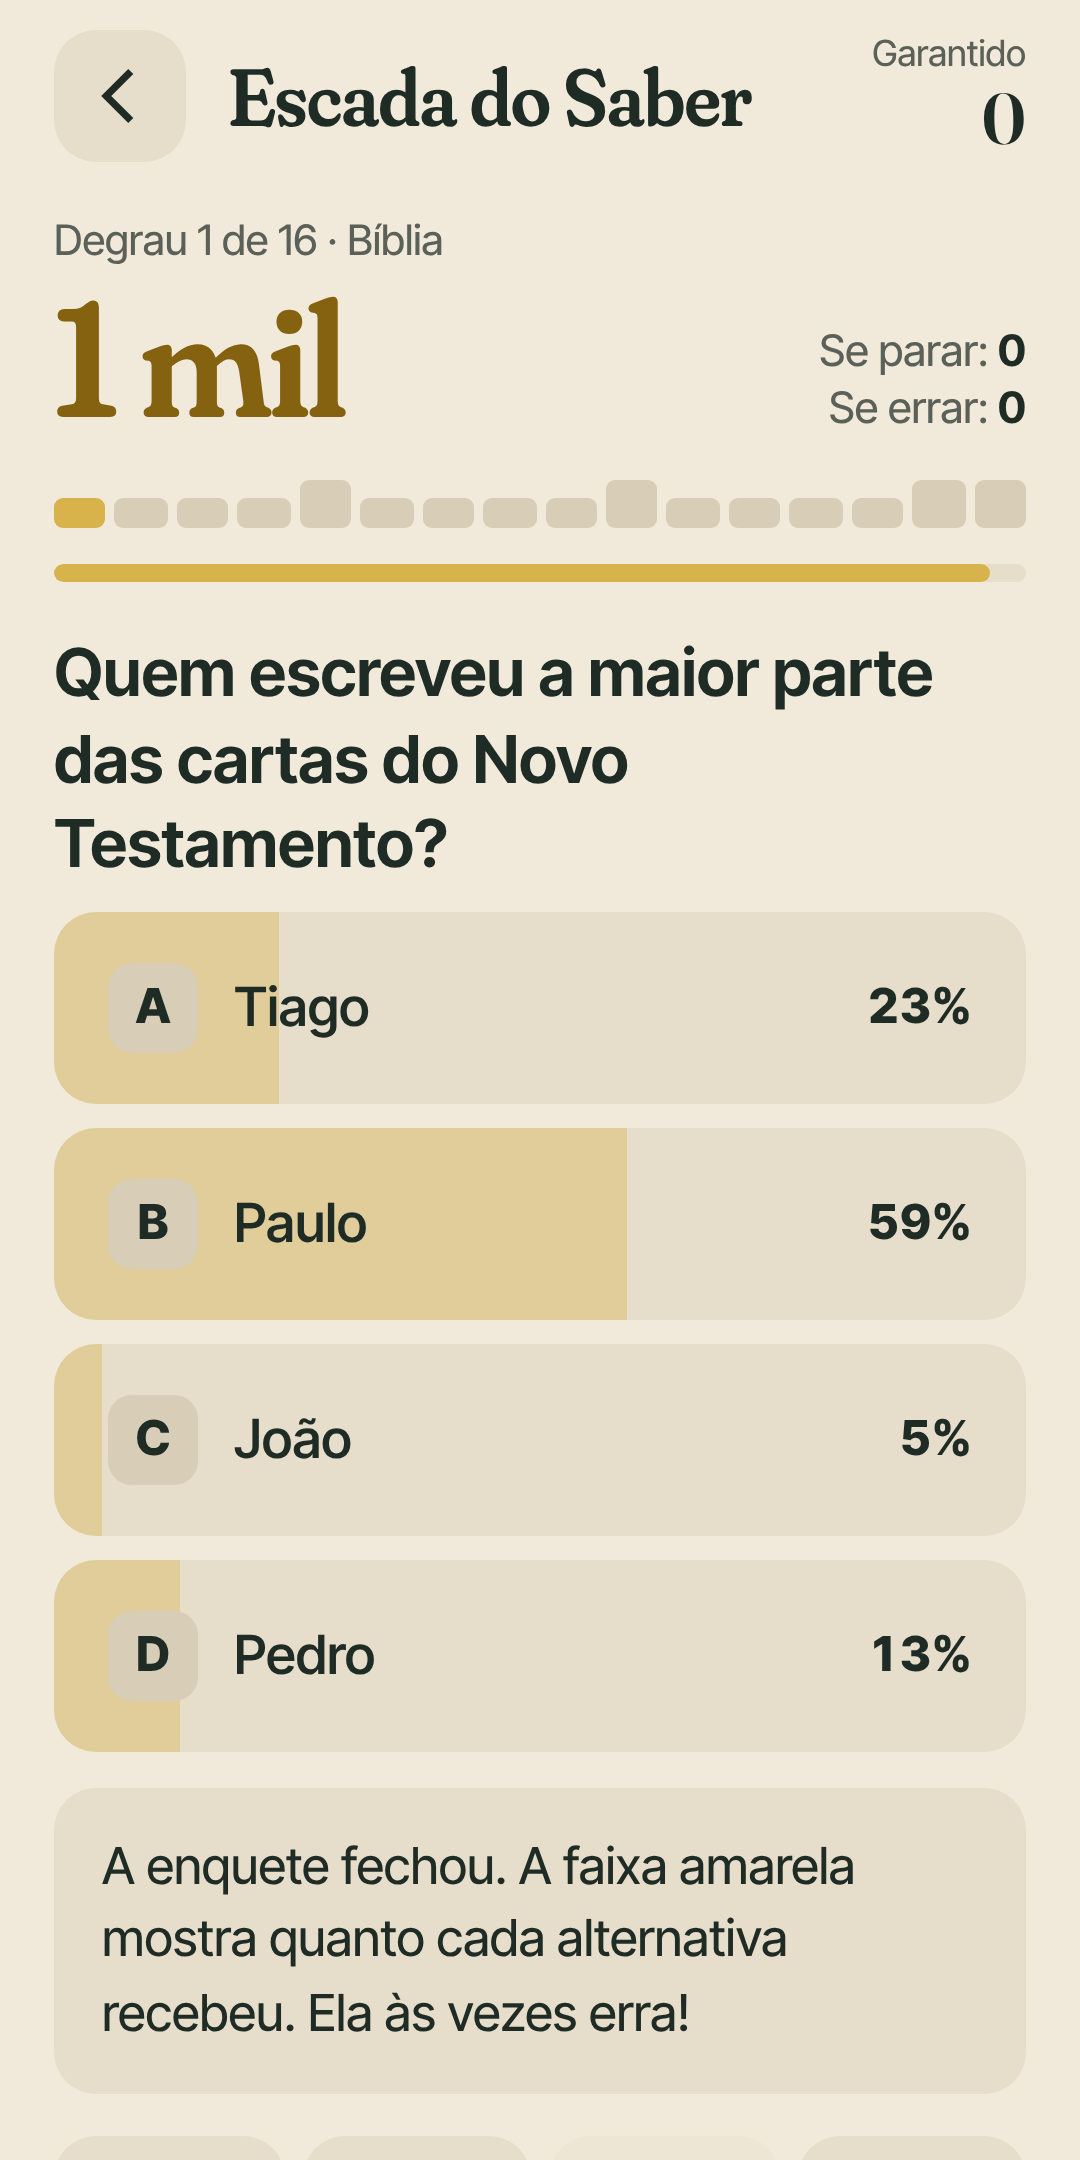 Escada do Saber
Garantido
0
Degrau 1 de 16 · Bíblia
1 mil
Se parar: 0
Se errar: 0
Quem escreveu a maior parte
das cartas do Novo
Testamento?
A Tiago 23%
B Paulo 59%
C João 5%
D Pedro 13%
A enquete fechou. A faixa amarela
mostra quanto cada alternativa
recebeu. Ela às vezes erra!